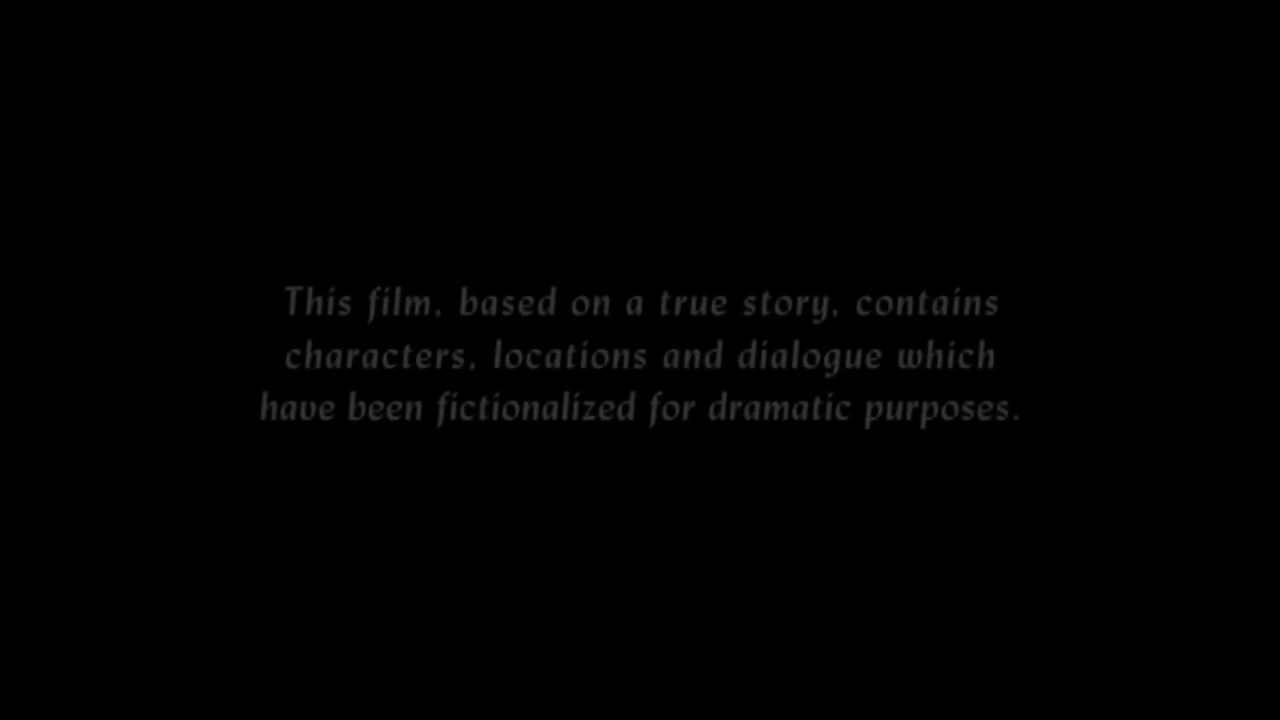 This film, based on a true story, contains
characters, locations and dialogue which
have been fictionalized for dramatic purposes.